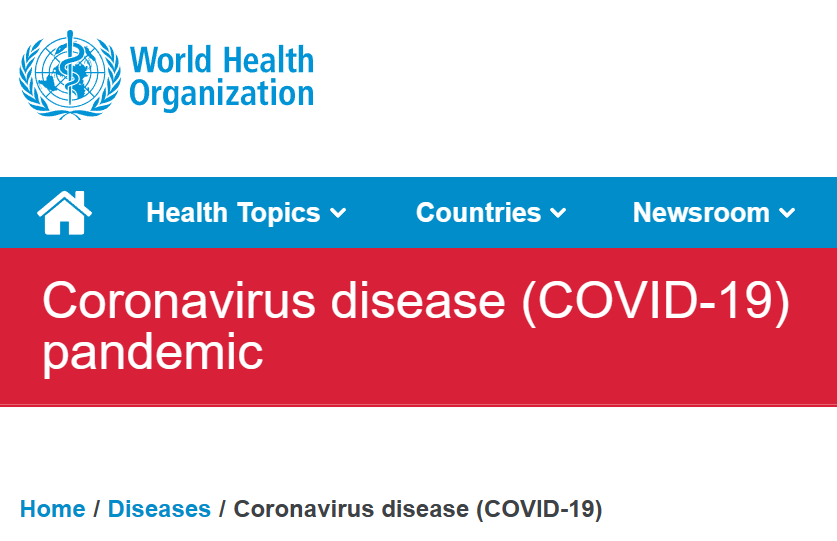 World Health
Organization
Health Topics
Countries
Newsroom
Coronavirus disease (COVID-19)
pandemic
Home / Diseases / Coronavirus disease (COVID-19)